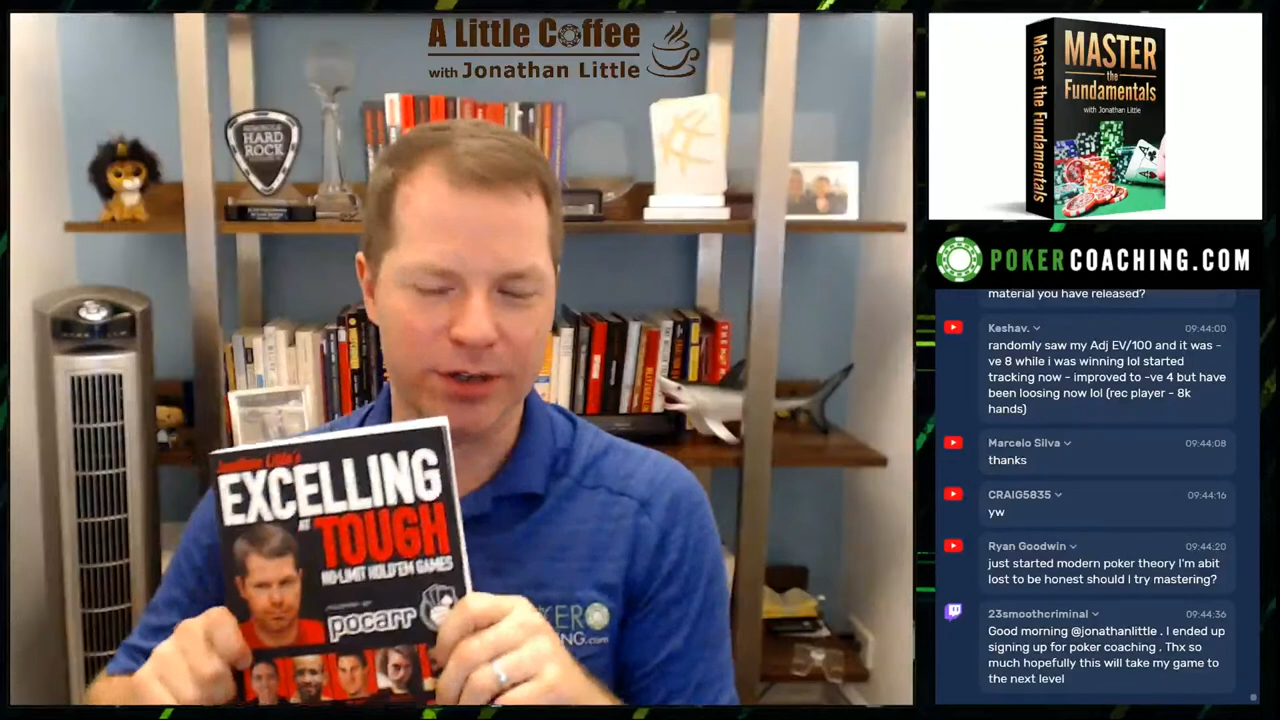 A Little Coffee
with Jonathan Little
SEMINOLE
HARD
ROCK
Jonathan Little's
EXCELLING
AT
TOUGH
NO-LIMIT HOLD'EM GAMES
pocarr
MASTER
the
Fundamentals
with Jonathan Little
Master the Fundamentals
POKERCOACHING.COM
material you have released?
Keshav.
09:44:00
randomly saw my Adj EV/100 and it was -
ve 8 while i was winning lol started
tracking now - improved to -ve 4 but have
been loosing now lol (rec player - 8k
hands)
Marcelo Silva
09:44:08
thanks
CRAIG5835
09:44:16
yw
Ryan Goodwin
09:44:20
just started modern poker theory I'm abit
lost to be honest should I try mastering?
23smoothcriminal
09:44:36
Good morning @jonathanlittle . I ended up
signing up for poker coaching . Thx so
much hopefully this will take my game to
the next level